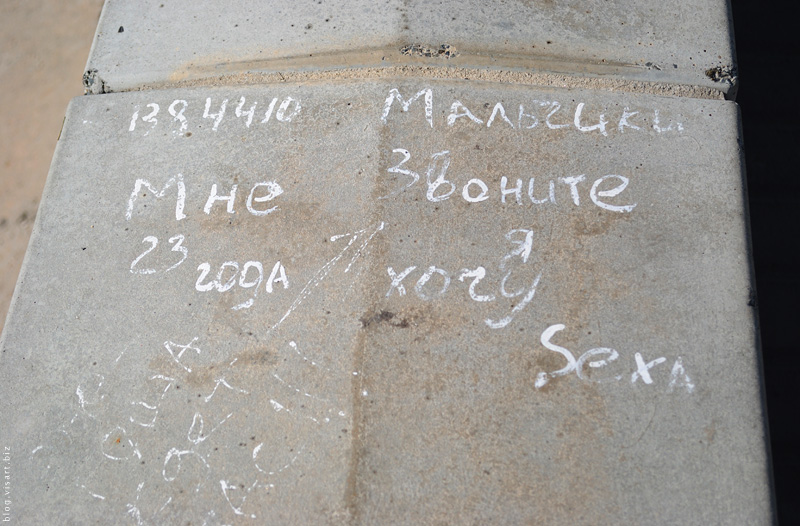 1384410
Мне
23
года
Мальчики
Звоните
Я
хочу
Sexa
blog.visart.biz